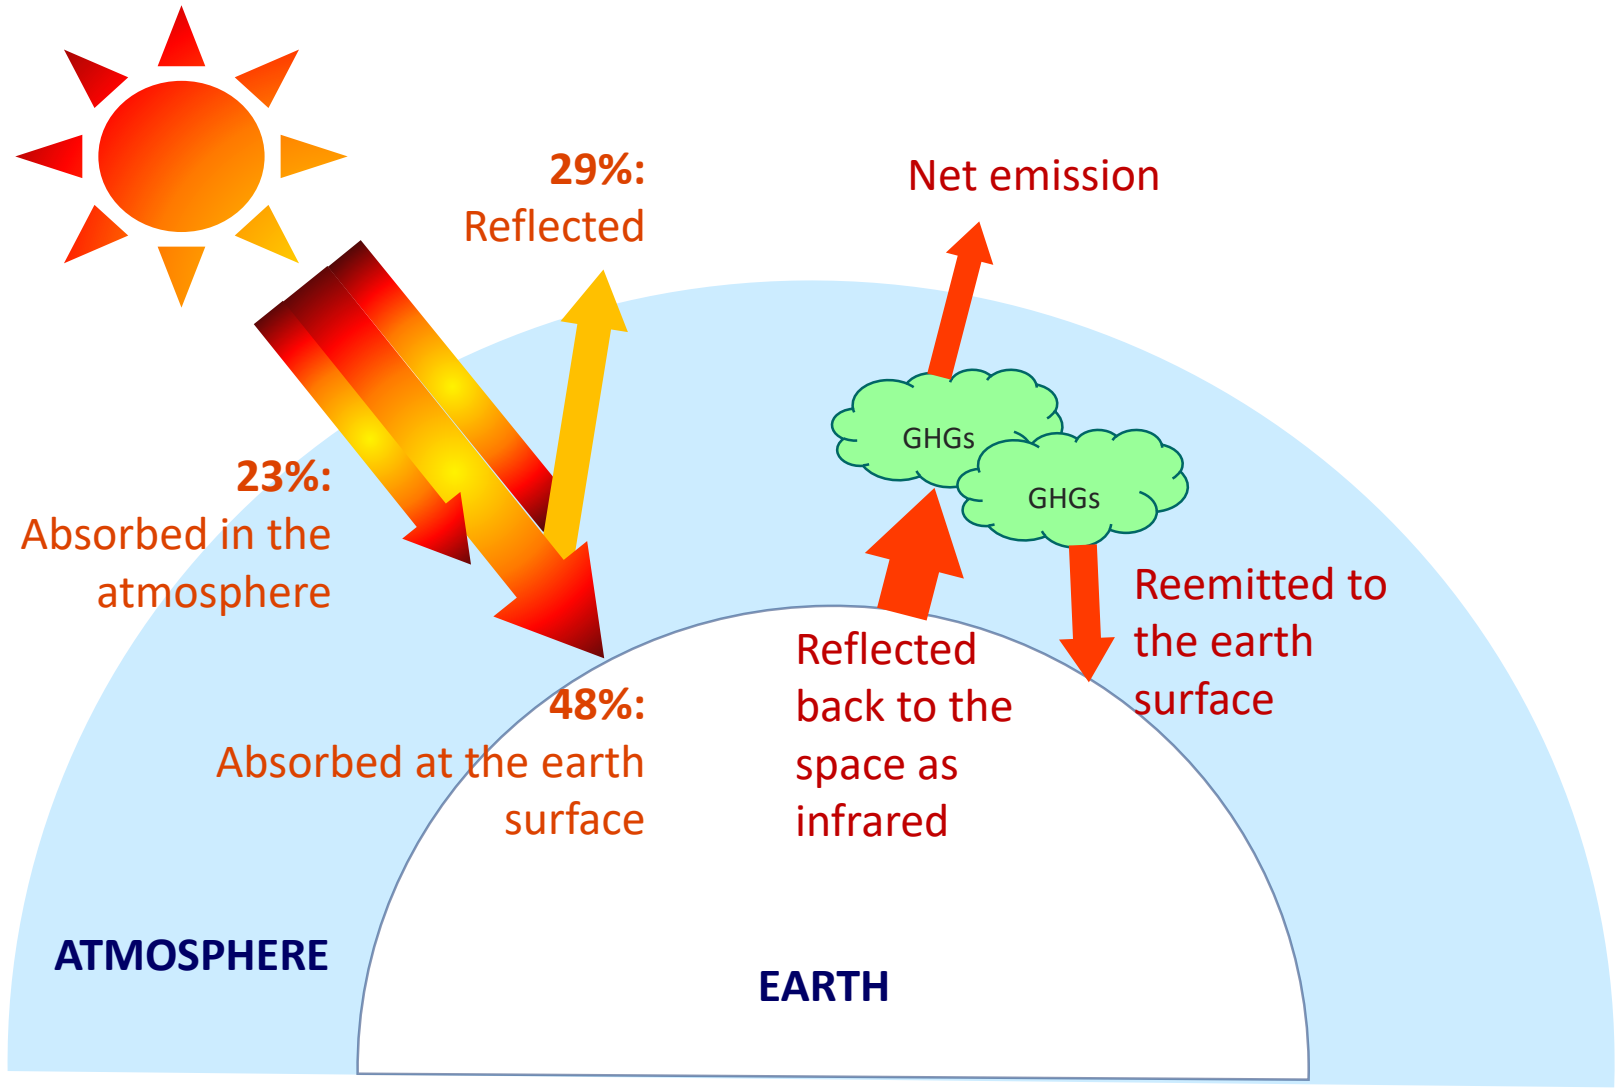 29%:
Reflected
Net emission
GHGs
GHGs
23%:
Absorbed in the
atmosphere
Reemitted to
the earth
surface
Reflected
back to the
space as
infrared
48%:
Absorbed at the earth
surface
ATMOSPHERE
EARTH